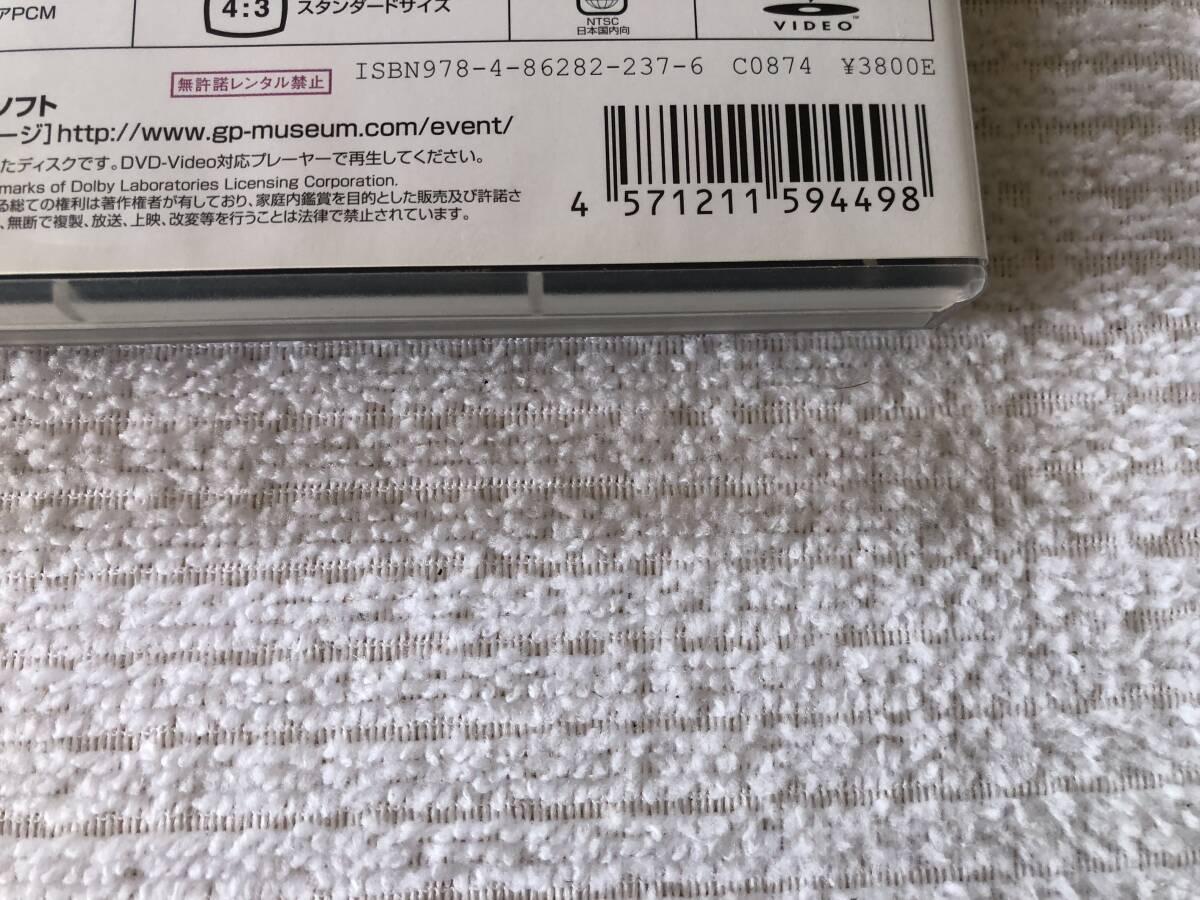 アPCM
4:3
スタンダードサイズ
NTSC
日本国内向
VIDEO
無許諾レンタル禁止
ISBN978-4-86282-237-6 C0874 ¥3800E
ソフト
ージ]http://www.gp-museum.com/event/
たディスクです。DVD-Video対応プレーヤーで再生してください。
marks of Dolby Laboratories Licensing Corporation.
る総ての権利は著作権者が有しており、家庭内鑑賞を目的とした販売及び許諾さ
、無断で複製、放送、上映、改変等を行うことは法律で禁止されています。
4 571211 594498